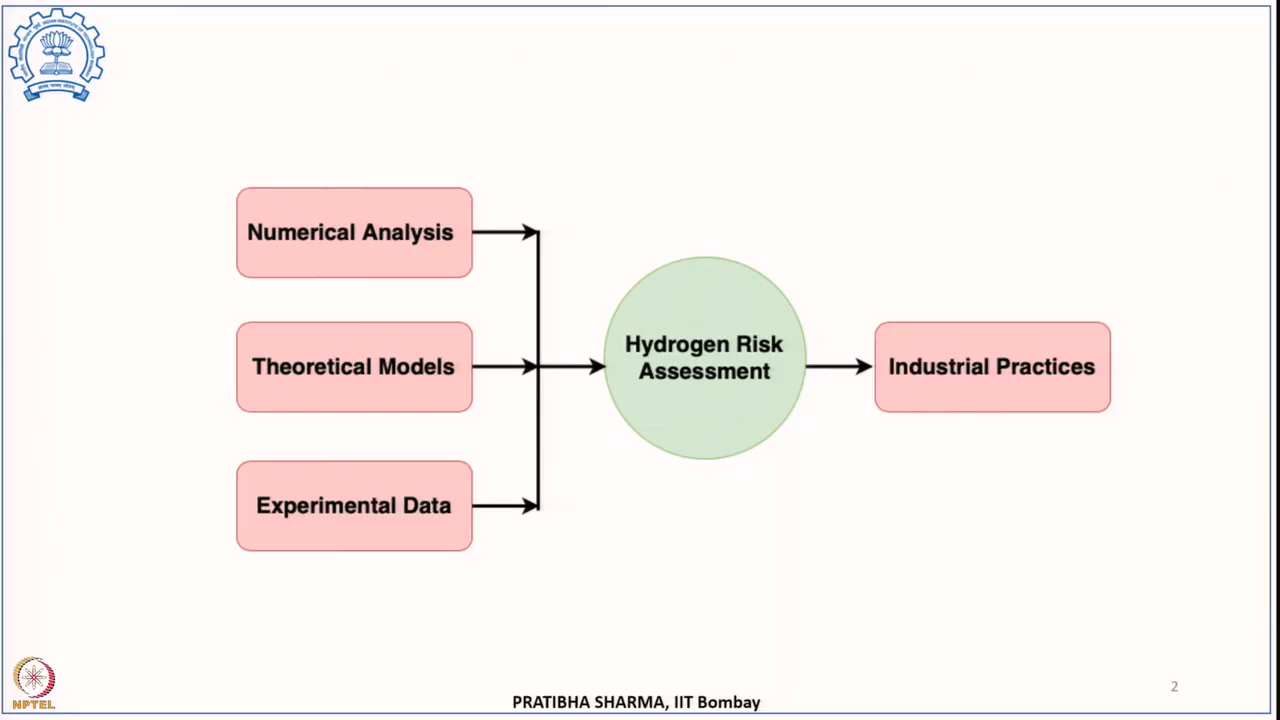 Numerical Analysis
Theoretical Models
Experimental Data
Hydrogen Risk
Assessment
Industrial Practices
NPTEL
PRATIBHA SHARMA, IIT Bombay
2